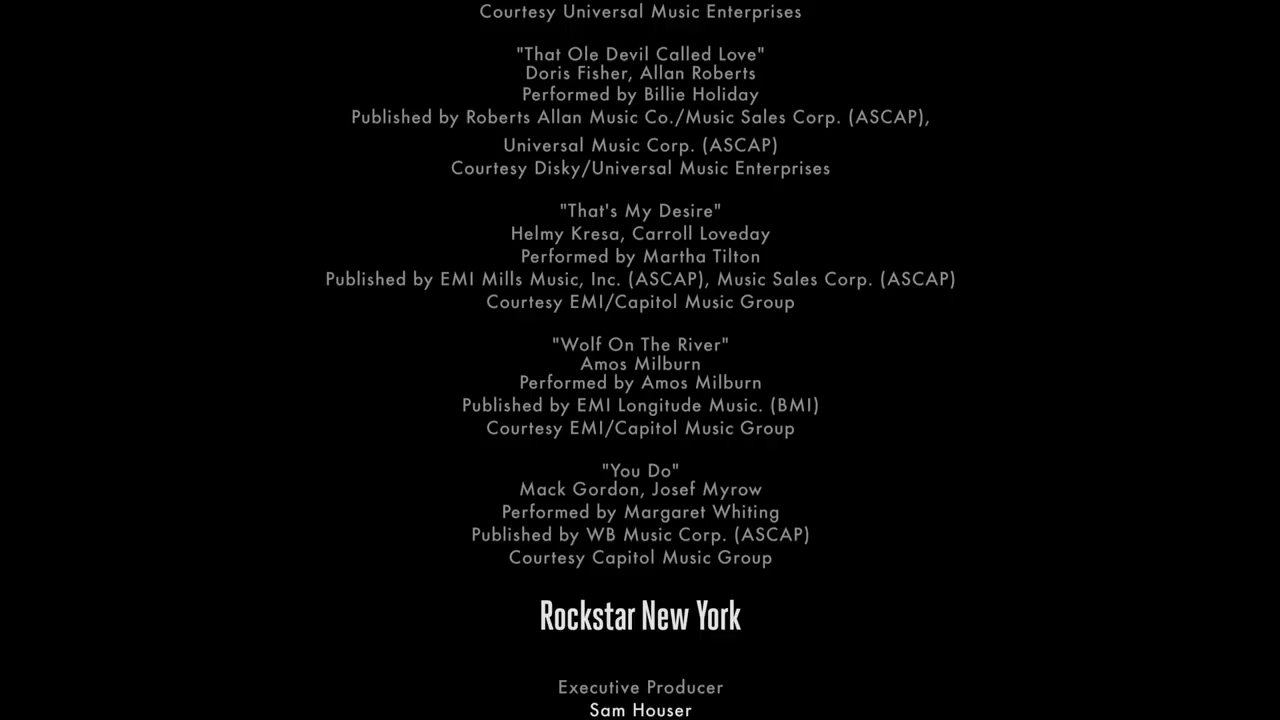 Courtesy Universal Music Enterprises
"That Ole Devil Called Love"
Doris Fisher, Allan Roberts
Performed by Billie Holiday
Published by Roberts Allan Music Co./Music Sales Corp. (ASCAP),
Universal Music Corp. (ASCAP)
Courtesy Disky/Universal Music Enterprises
"That's My Desire"
Helmy Kresa, Carroll Loveday
Performed by Martha Tilton
Published by EMI Mills Music, Inc. (ASCAP), Music Sales Corp. (ASCAP)
Courtesy EMI/Capitol Music Group
"Wolf On The River"
Amos Milburn
Performed by Amos Milburn
Published by EMI Longitude Music. (BMI)
Courtesy EMI/Capitol Music Group
"You Do"
Mack Gordon, Josef Myrow
Performed by Margaret Whiting
Published by WB Music Corp. (ASCAP)
Courtesy Capitol Music Group
Rockstar New York
Executive Producer
Sam Houser